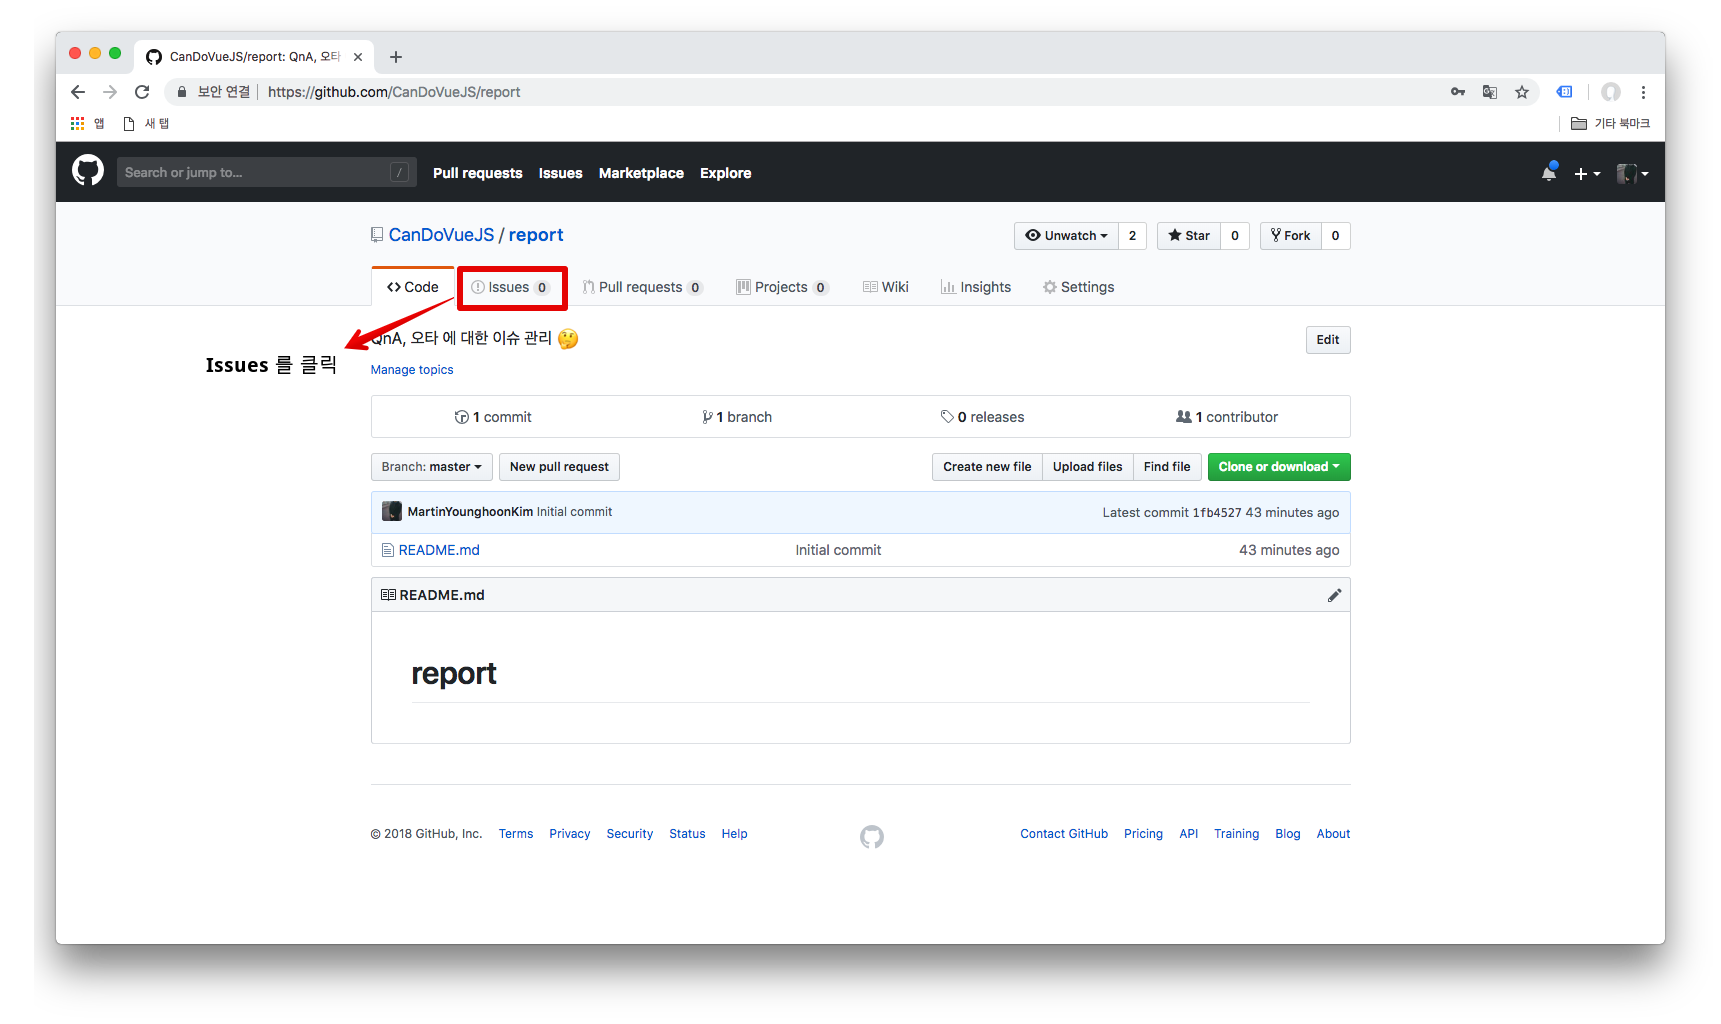 CanDoVueJS/report: QnA, 오타
보안 연결 https://github.com/CanDoVueJS/report
앱 새 탭 기타 북마크
Search or jump to... / Pull requests Issues Marketplace Explore
CanDoVueJS / report Unwatch 2 Star 0 Fork 0
Code Issues 0 Pull requests 0 Projects 0 Wiki Insights Settings
QnA, 오타 에 대한 이슈 관리 🤔 Edit
Issues 를 클릭
Manage topics
1 commit 1 branch 0 releases 1 contributor
Branch: master New pull request Create new file Upload files Find file Clone or download
MartinYounghoonKim Initial commit Latest commit 1fb4527 43 minutes ago
README.md Initial commit 43 minutes ago
README.md
report
© 2018 GitHub, Inc. Terms Privacy Security Status Help Contact GitHub Pricing API Training Blog About